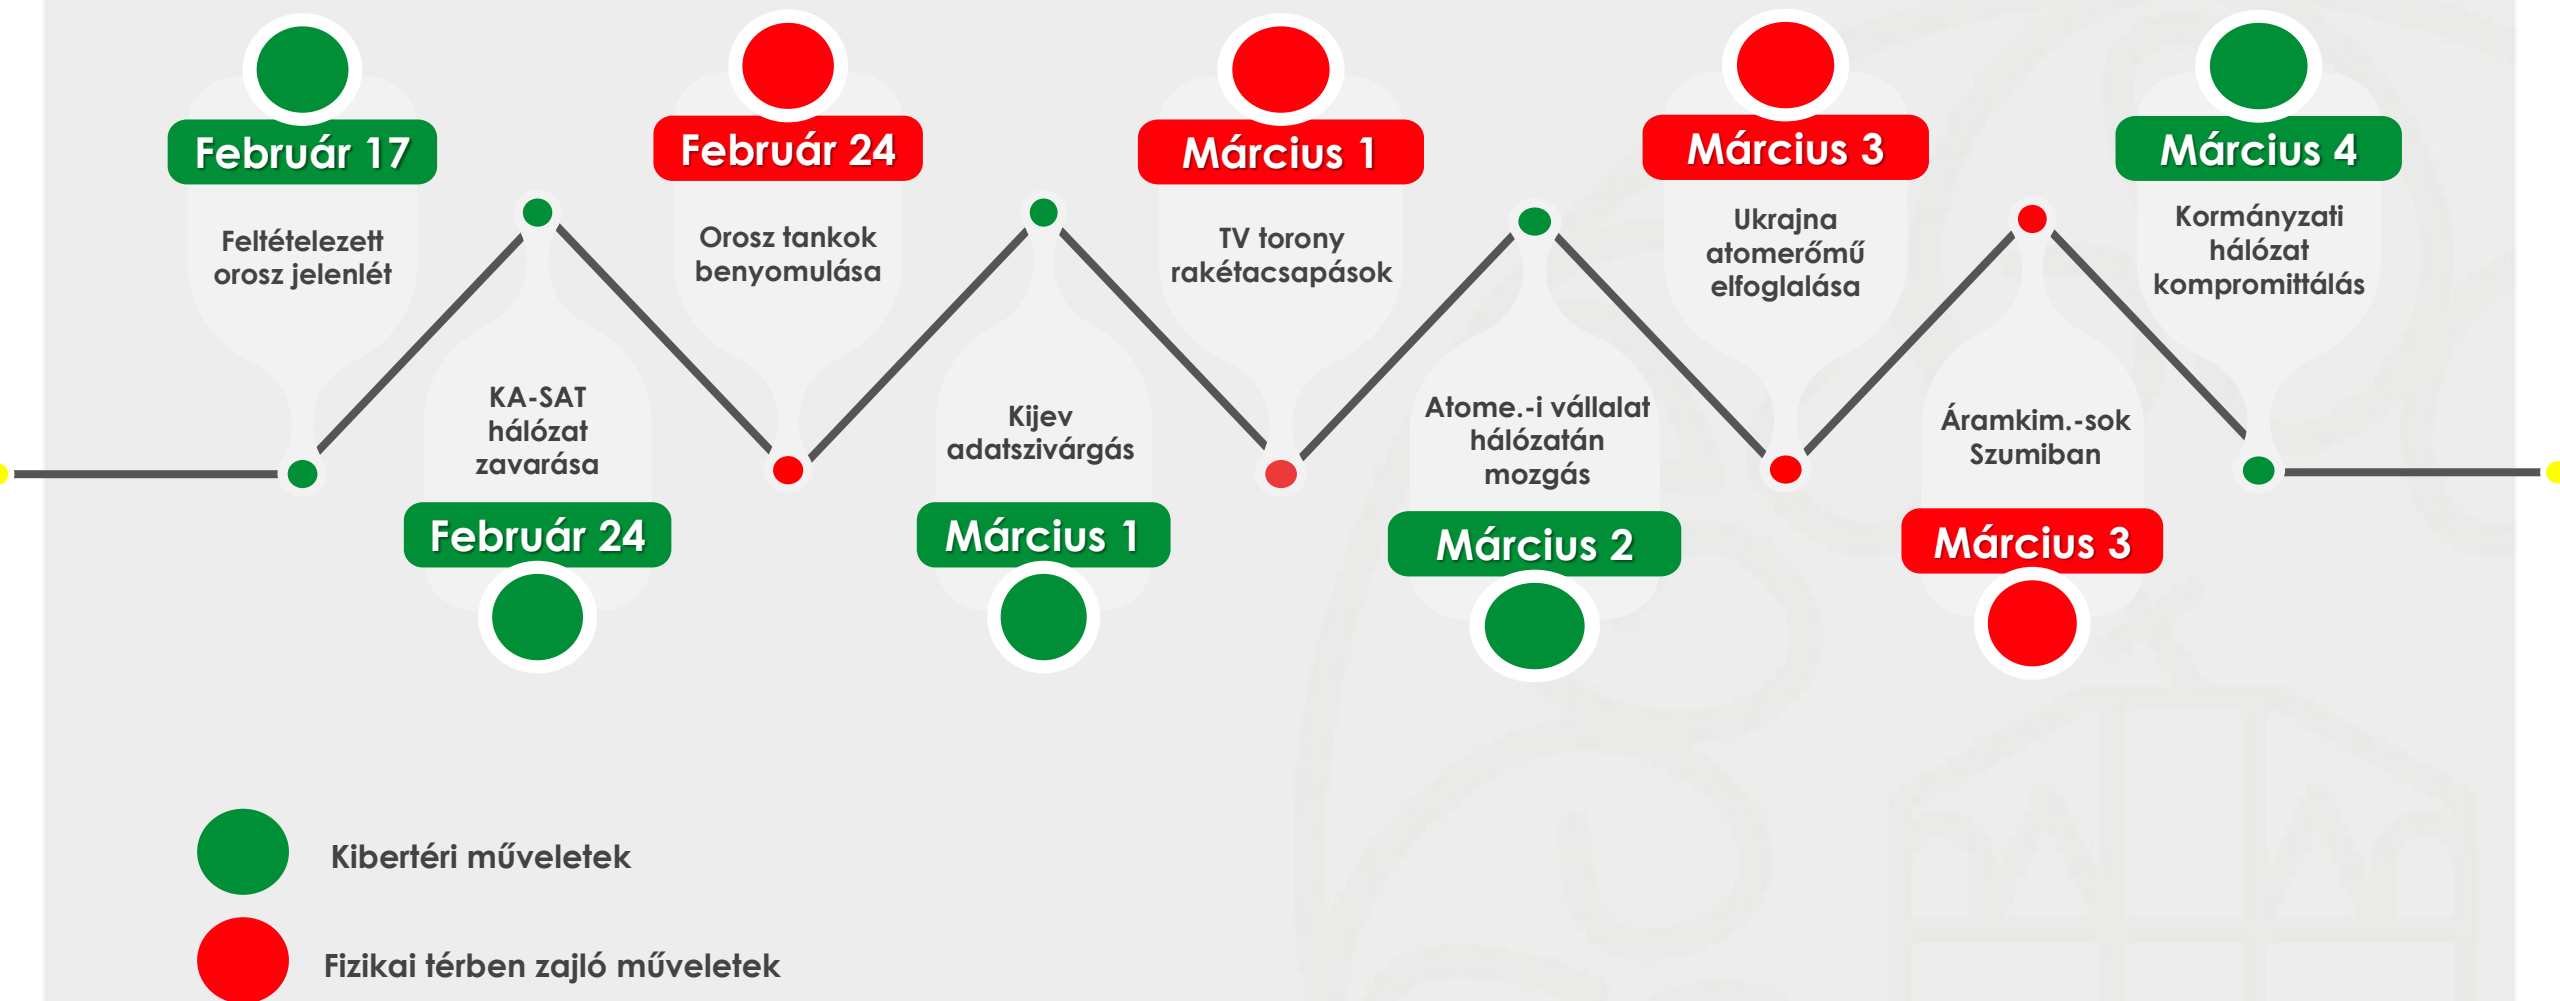 Február 17
Feltételezett
orosz jelenlét
KA-SAT
hálózat
zavarása
Február 24
Február 24
Orosz tankok
benyomulása
Kijev
adatszivárgás
Március 1
Március 1
TV torony
rakétacsapások
Atome.-i vállalat
hálózatán
mozgás
Március 2
Március 3
Ukrajna
atomerőmű
elfoglalása
Áramkim.-sok
Szumiban
Március 3
Március 4
Kormányzati
hálózat
kompromittálás
Kibertéri műveletek
Fizikai térben zajló műveletek